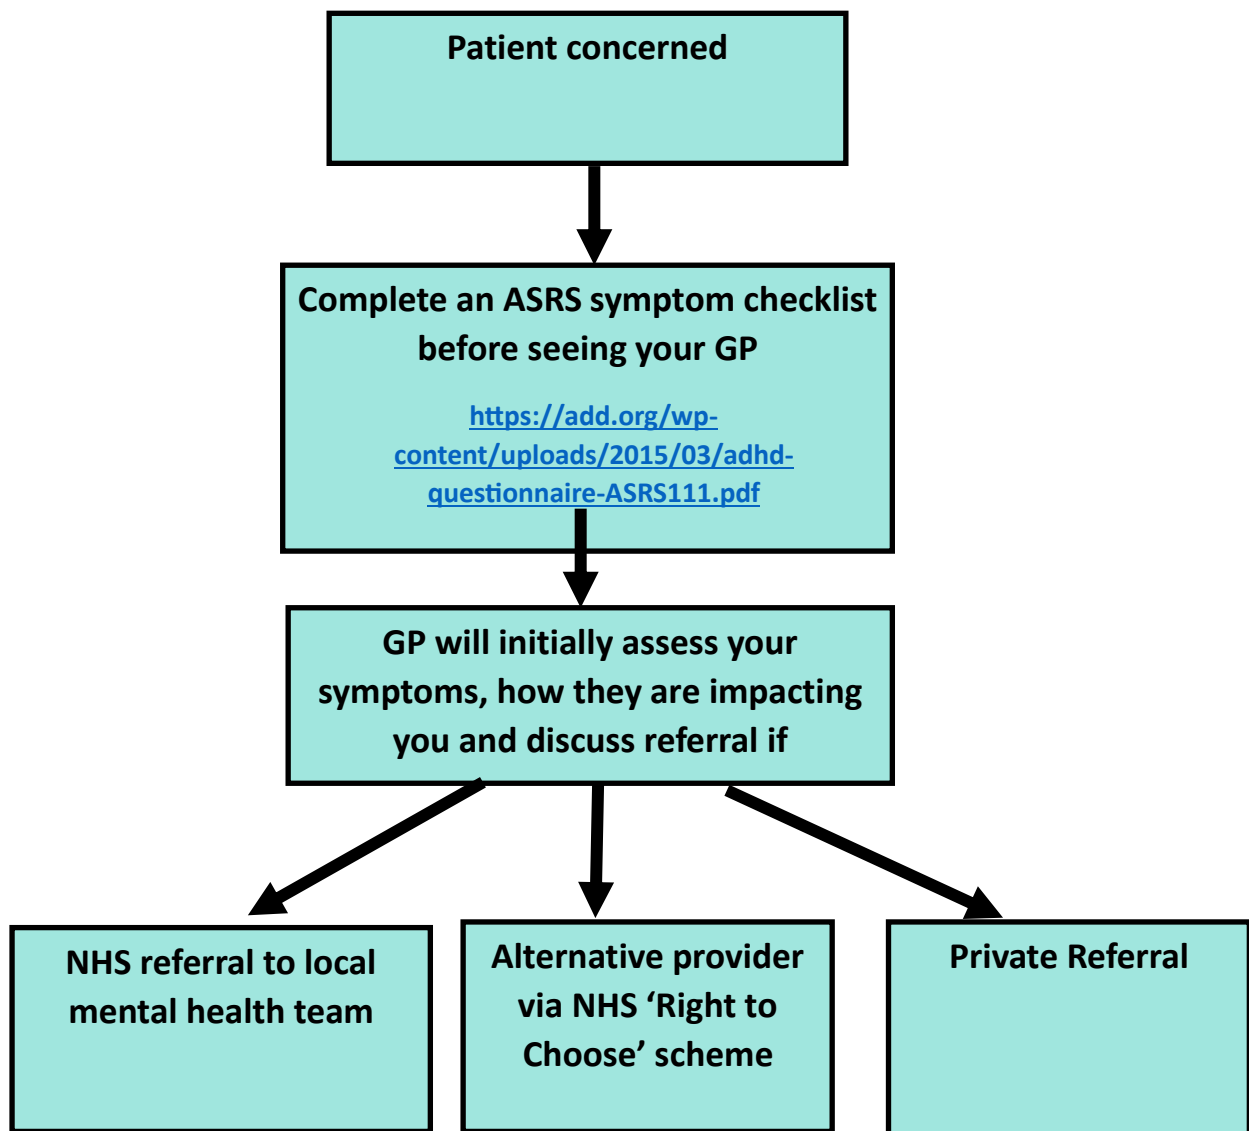 Patient concerned
Complete an ASRS symptom checklist
before seeing your GP
https://add.org/wp-
content/uploads/2015/03/adhd-
questionnaire-ASRS111.pdf
GP will initially assess your
symptoms, how they are impacting
you and discuss referral if
NHS referral to local
mental health team
Alternative provider
via NHS ‘Right to
Choose’ scheme
Private Referral